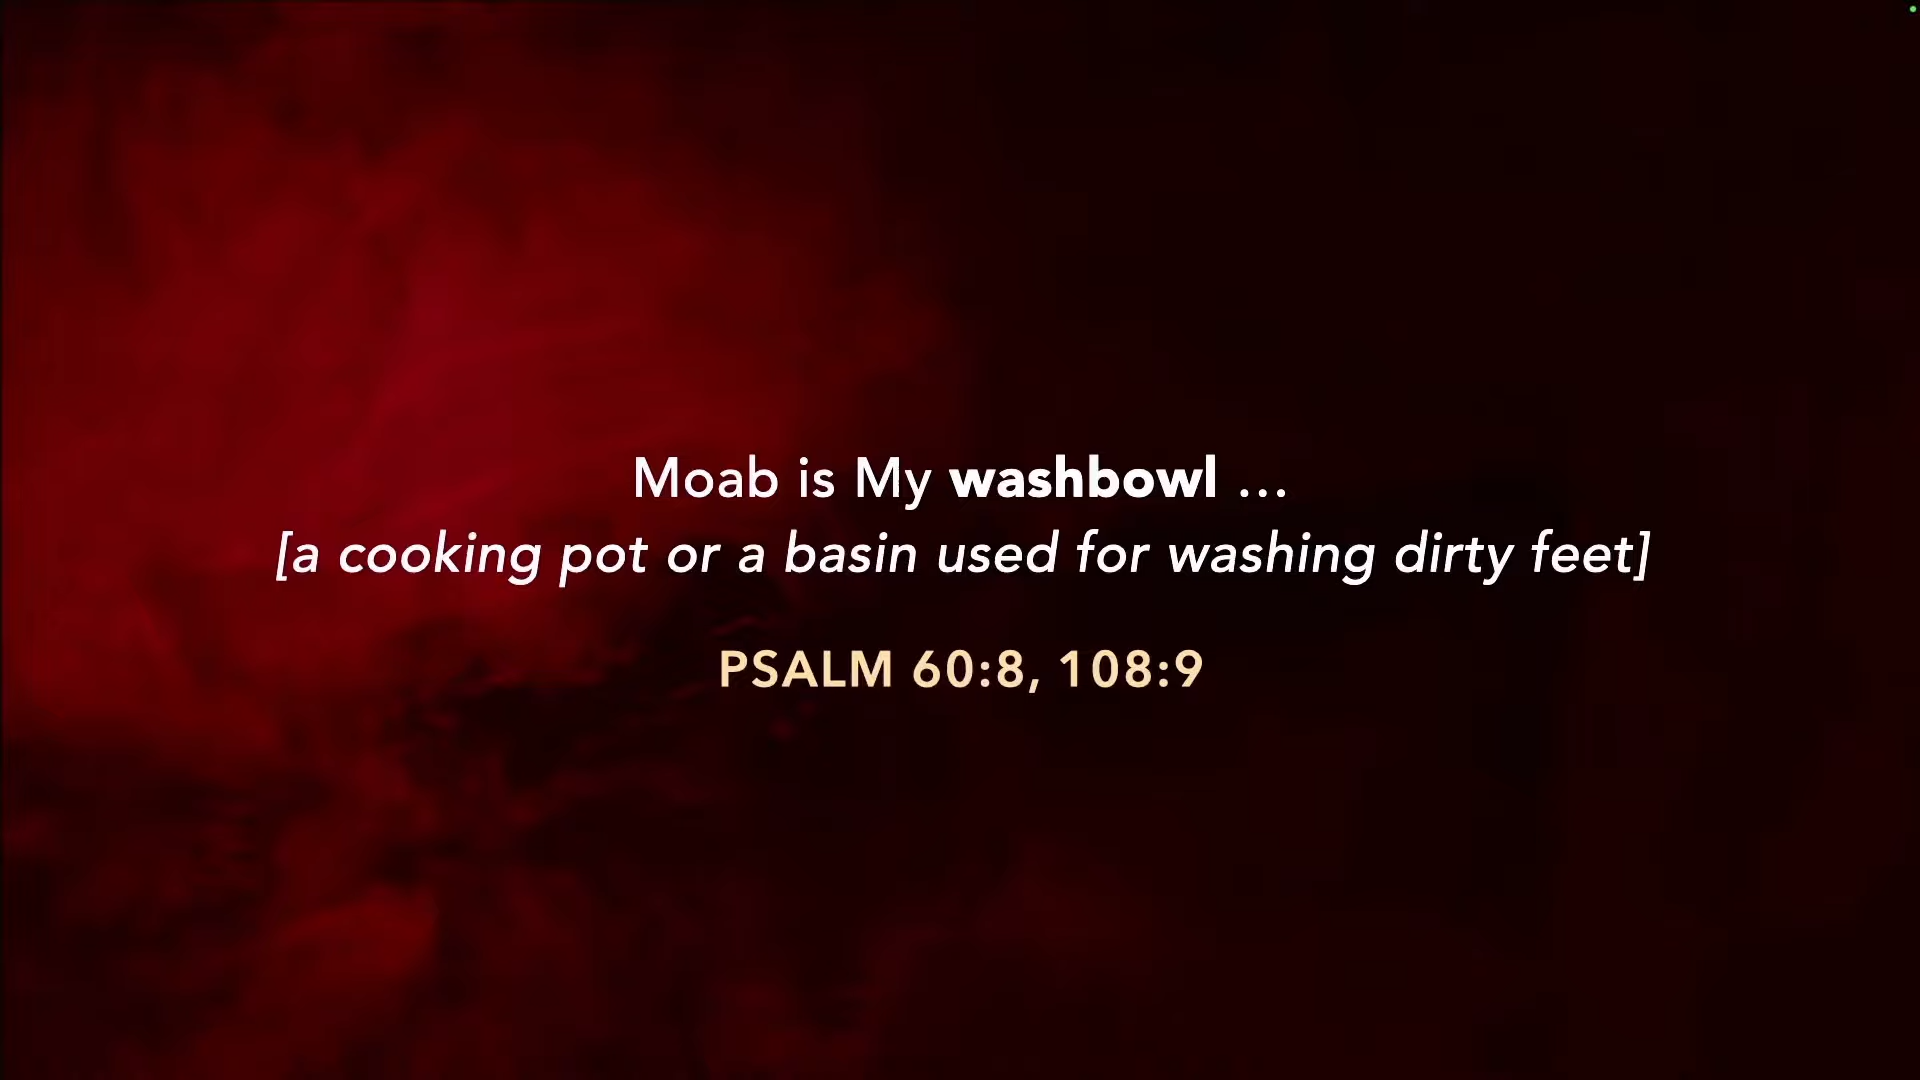 Moab is My washbowl …
[a cooking pot or a basin used for washing dirty feet]
PSALM 60:8, 108:9